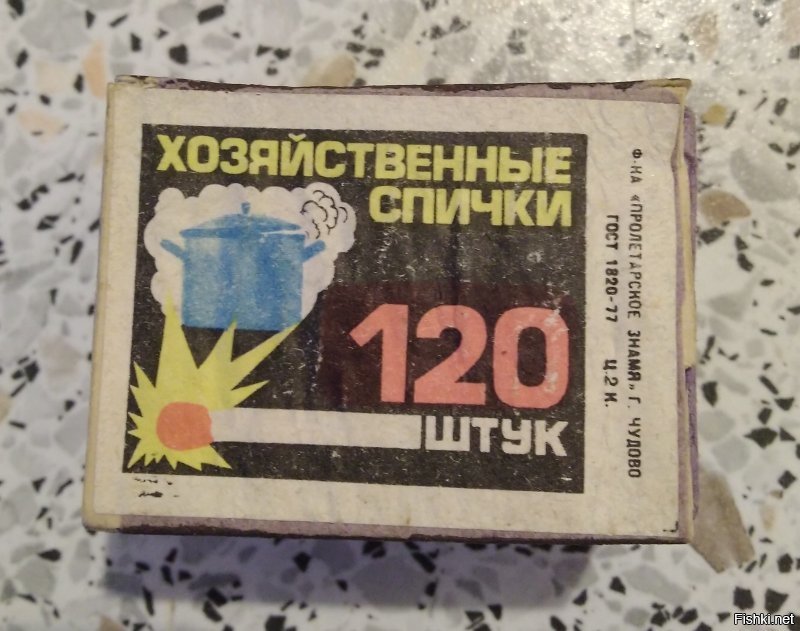 ХОЗЯЙСТВЕННЫЕ
СПИЧКИ
120
ШТУК
Ф-КА «ПРОЛЕТАРСКОЕ ЗНАМЯ» Г. ЧУДОВО
ГОСТ 1820-77 Ц. 2 К.
Fishki.net